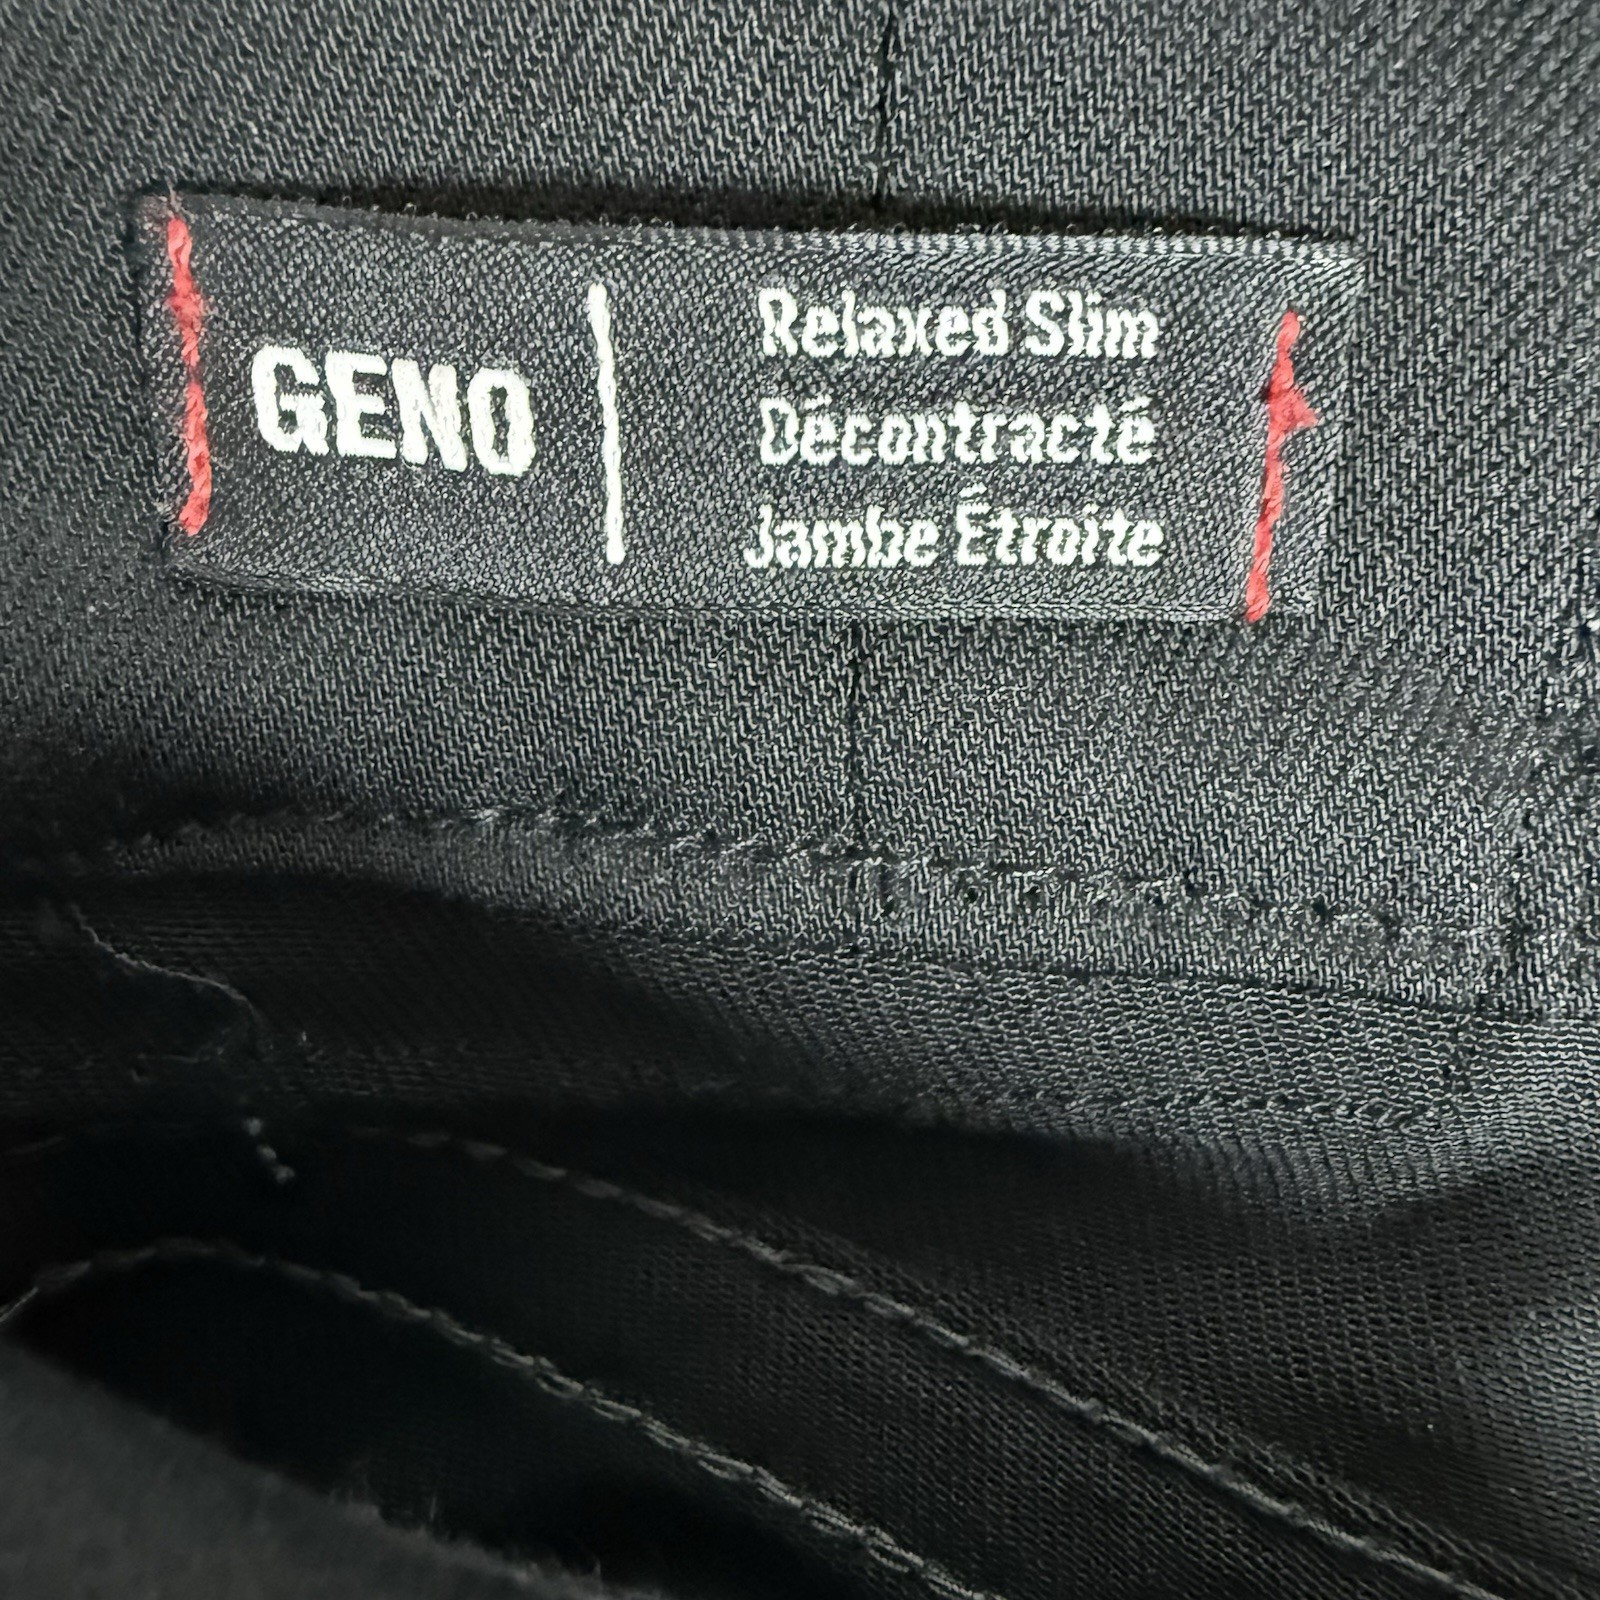 GENO
Relaxed Slim
Décontracté
Jambe Étroite